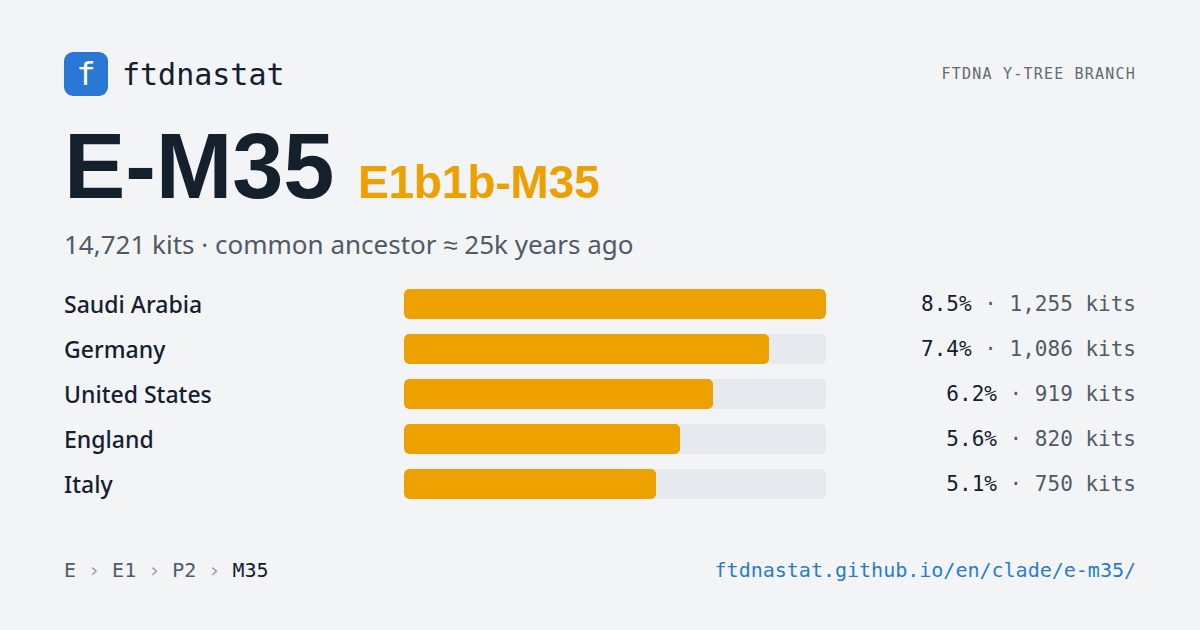 f ftdnastat
FTDNA Y-TREE BRANCH
E-M35 E1b1b-M35
14,721 kits · common ancestor ≈ 25k years ago
Saudi Arabia 8.5% · 1,255 kits
Germany 7.4% · 1,086 kits
United States 6.2% · 919 kits
England 5.6% · 820 kits
Italy 5.1% · 750 kits
E › E1 › P2 › M35
ftdnastat.github.io/en/clade/e-m35/